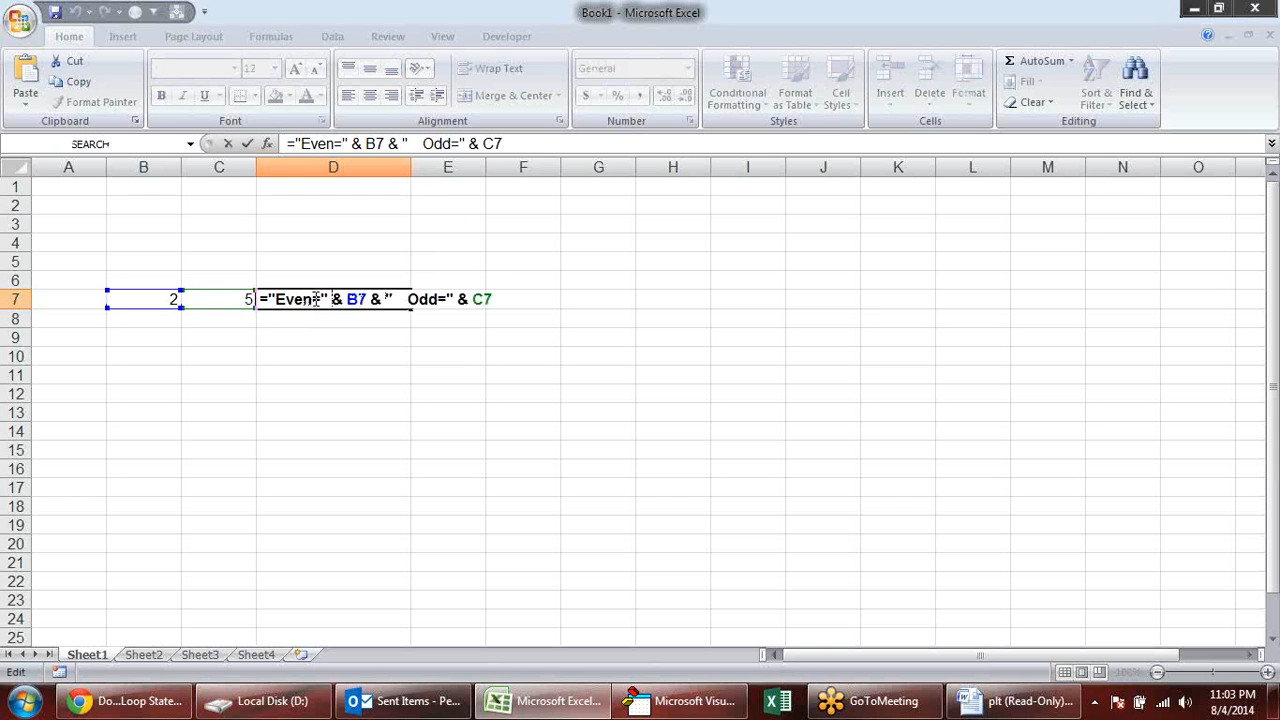 Book1 - Microsoft Excel
Home Insert Page Layout Formulas Data Review View Developer
Paste Cut Copy Format Painter
12
Wrap Text
Merge & Center
General
$ % ,
Conditional Formatting Format as Table Cell Styles
Insert Delete Format
AutoSum Fill Clear
Sort & Filter Find & Select
Clipboard Font Alignment Number Styles Cells Editing
SEARCH fx ="Even=" & B7 & "    Odd=" & C7
A B C D E F G H I J K L M N O
1
2
3
4
5
6
7 2 5 ="Even=" & B7 & "    Odd=" & C7
8
9
10
11
12
13
14
15
16
17
18
19
20
21
22
23
24
25
Sheet1 Sheet2 Sheet3 Sheet4
Edit 100%
Do...Loop State... Local Disk (D:) Sent Items - Pe... Microsoft Excel... Microsoft Visu... GoToMeeting plt (Read-Only)... 11:03 PM
8/4/2014